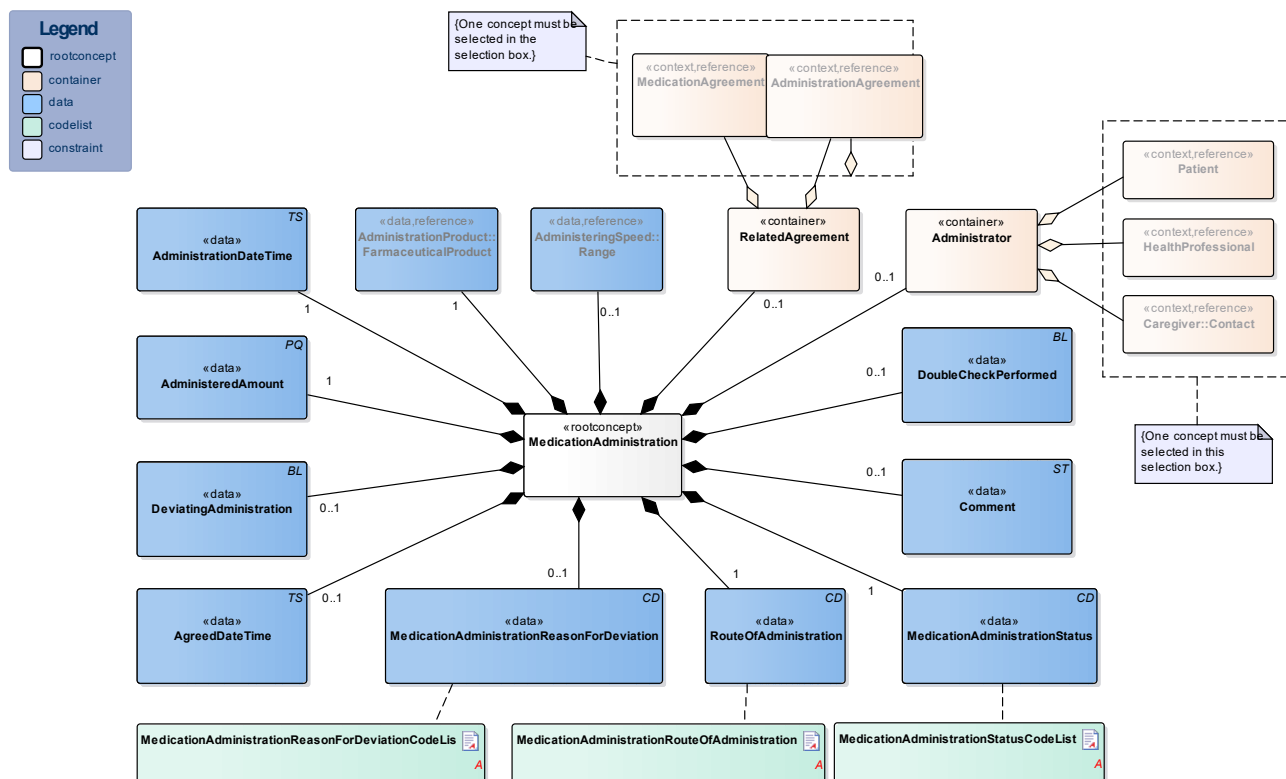 Legend
rootconcept
container
data
codelist
constraint
{One concept must be
selected in the
selection box.}
«context,reference»
MedicationAgreement
«context,reference»
AdministrationAgreement
«context,reference»
Patient
«context,reference»
HealthProfessional
«context,reference»
Caregiver::Contact
{One concept must be
selected in this
selection box.}
TS
«data»
AdministrationDateTime
«data,reference»
AdministrationProduct::
FarmaceuticalProduct
«data,reference»
AdministeringSpeed::
Range
«container»
RelatedAgreement
«container»
Administrator
1
1
0..1
0..1
0..1
PQ
«data»
AdministeredAmount
1
BL
«data»
DoubleCheckPerformed
0..1
«rootconcept»
MedicationAdministration
BL
«data»
DeviatingAdministration
0..1
ST
«data»
Comment
0..1
TS
«data»
AgreedDateTime
0..1
CD
«data»
MedicationAdministrationReasonForDeviation
0..1
CD
«data»
RouteOfAdministration
1
CD
«data»
MedicationAdministrationStatus
1
MedicationAdministrationReasonForDeviationCodeLis
A
MedicationAdministrationRouteOfAdministration
A
MedicationAdministrationStatusCodeList
A